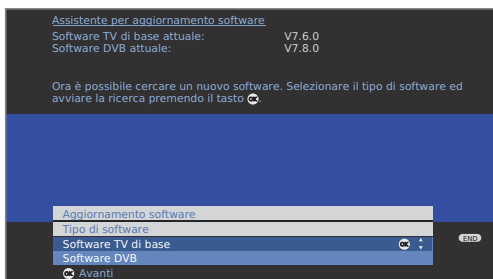 Assistente per aggiornamento software
Software TV di base attuale: V7.6.0
Software DVB attuale: V7.8.0
Ora è possibile cercare un nuovo software. Selezionare il tipo di software ed
avviare la ricerca premendo il tasto OK.
Aggiornamento software
Tipo di software
Software TV di base OK
END
Software DVB
OK Avanti